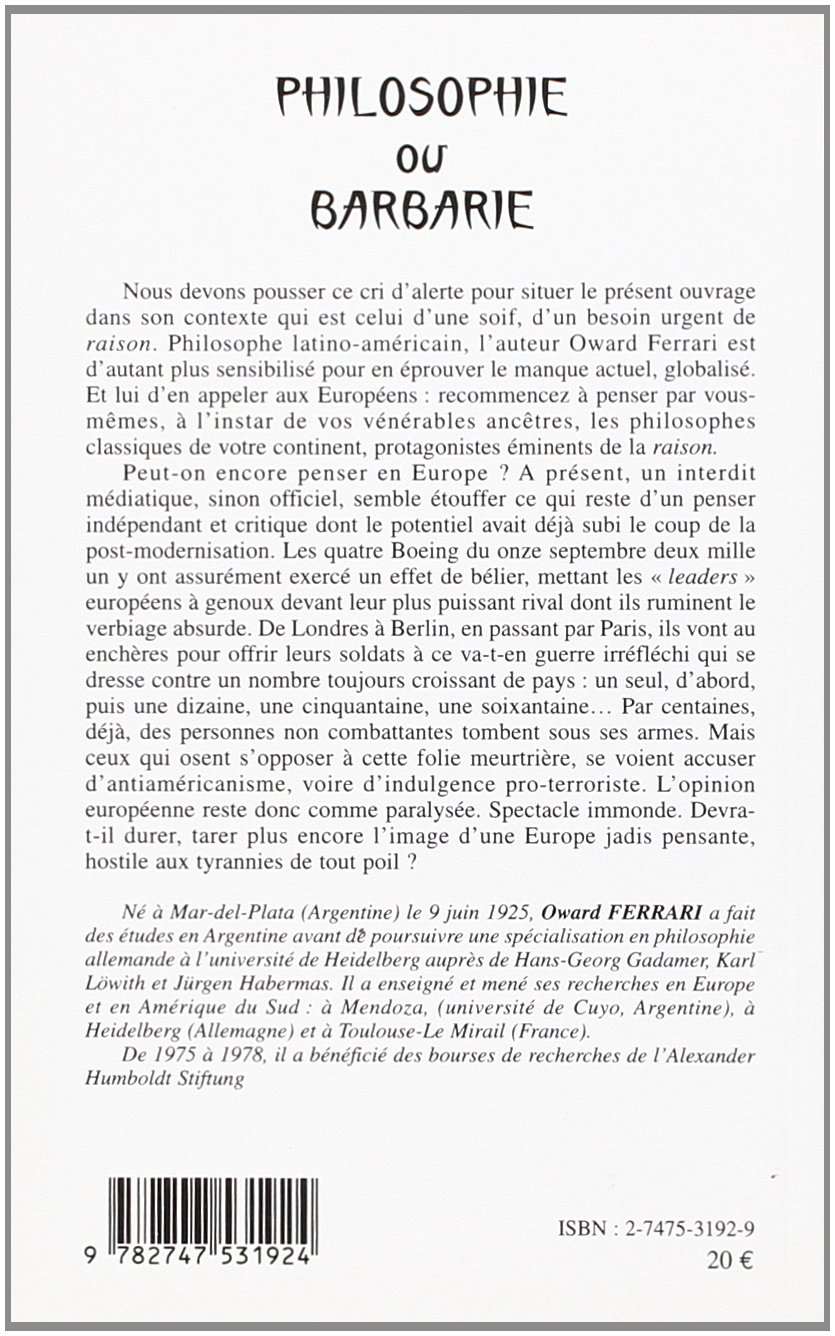 PHILOSOPHIE
OU
BARBARIE
Nous devons pousser ce cri d'alerte pour situer le présent ouvrage
dans son contexte qui est celui d'une soif, d'un besoin urgent de
raison. Philosophe latino-américain, l'auteur Oward Ferrari est
d'autant plus sensibilisé pour en éprouver le manque actuel, globalisé.
Et lui d'en appeler aux Européens : recommencez à penser par vous-
mêmes, à l'instar de vos vénérables ancêtres, les philosophes
classiques de votre continent, protagonistes éminents de la raison.
Peut-on encore penser en Europe ? A présent, un interdit
médiatique, sinon officiel, semble étouffer ce qui reste d'un penser
indépendant et critique dont le potentiel avait déjà subi le coup de la
post-modernisation. Les quatre Boeing du onze septembre deux mille
un y ont assurément exercé un effet de bélier, mettant les « leaders »
européens à genoux devant leur plus puissant rival dont ils ruminent le
verbiage absurde. De Londres à Berlin, en passant par Paris, ils vont au
enchères pour offrir leurs soldats à ce va-t-en guerre irréfléchi qui se
dresse contre un nombre toujours croissant de pays : un seul, d'abord,
puis une dizaine, une cinquantaine, une soixantaine... Par centaines,
déjà, des personnes non combattantes tombent sous ses armes. Mais
ceux qui osent s'opposer à cette folie meurtrière, se voient accuser
d'antiaméricanisme, voire d'indulgence pro-terroriste. L'opinion
européenne reste donc comme paralysée. Spectacle immonde. Devra-
t-il durer, tarer plus encore l'image d'une Europe jadis pensante,
hostile aux tyrannies de tout poil ?
Né à Mar-del-Plata (Argentine) le 9 juin 1925, Oward FERRARI a fait
des études en Argentine avant de poursuivre une spécialisation en philosophie
allemande à l'université de Heidelberg auprès de Hans-Georg Gadamer, Karl
Löwith et Jürgen Habermas. Il a enseigné et mené ses recherches en Europe
et en Amérique du Sud : à Mendoza, (université de Cuyo, Argentine), à
Heidelberg (Allemagne) et à Toulouse-Le Mirail (France).
De 1975 à 1978, il a bénéficié des bourses de recherches de l'Alexander
Humboldt Stiftung
ISBN : 2-7475-3192-9
20 €
9 782747 531924